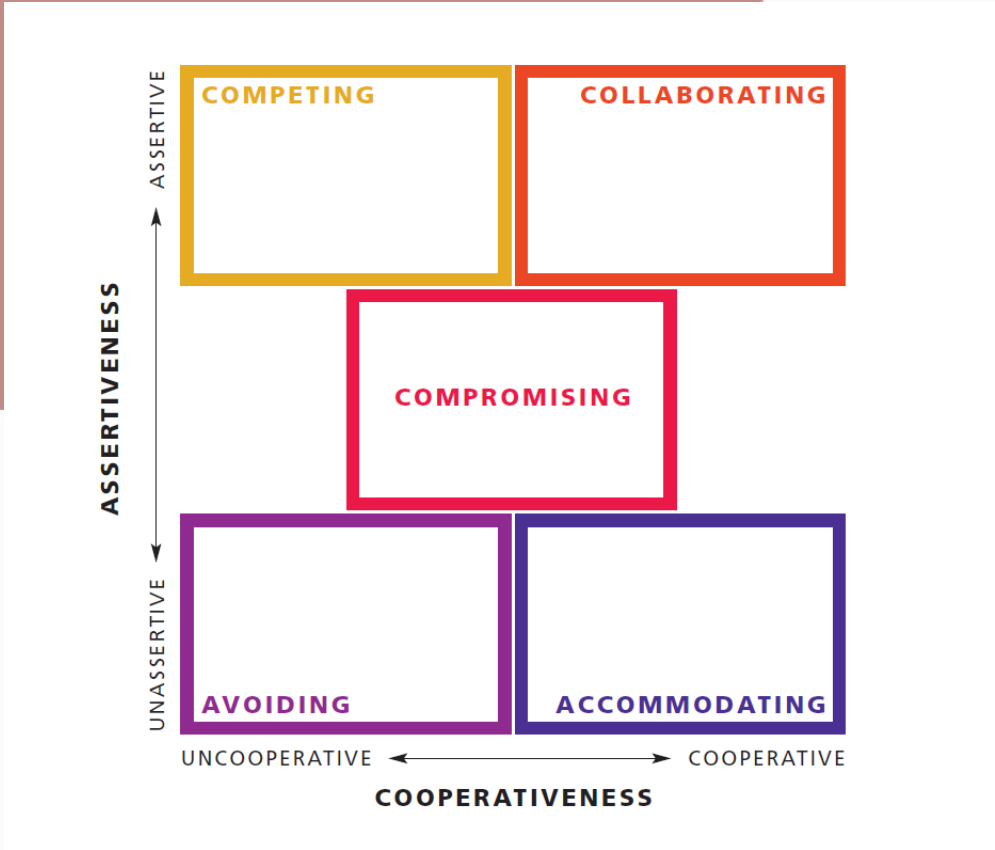 ASSERTIVE
COMPETING
COLLABORATING
ASSERTIVENESS
COMPROMISING
UNASSERTIVE
AVOIDING
ACCOMMODATING
UNCOOPERATIVE
COOPERATIVE
COOPERATIVENESS